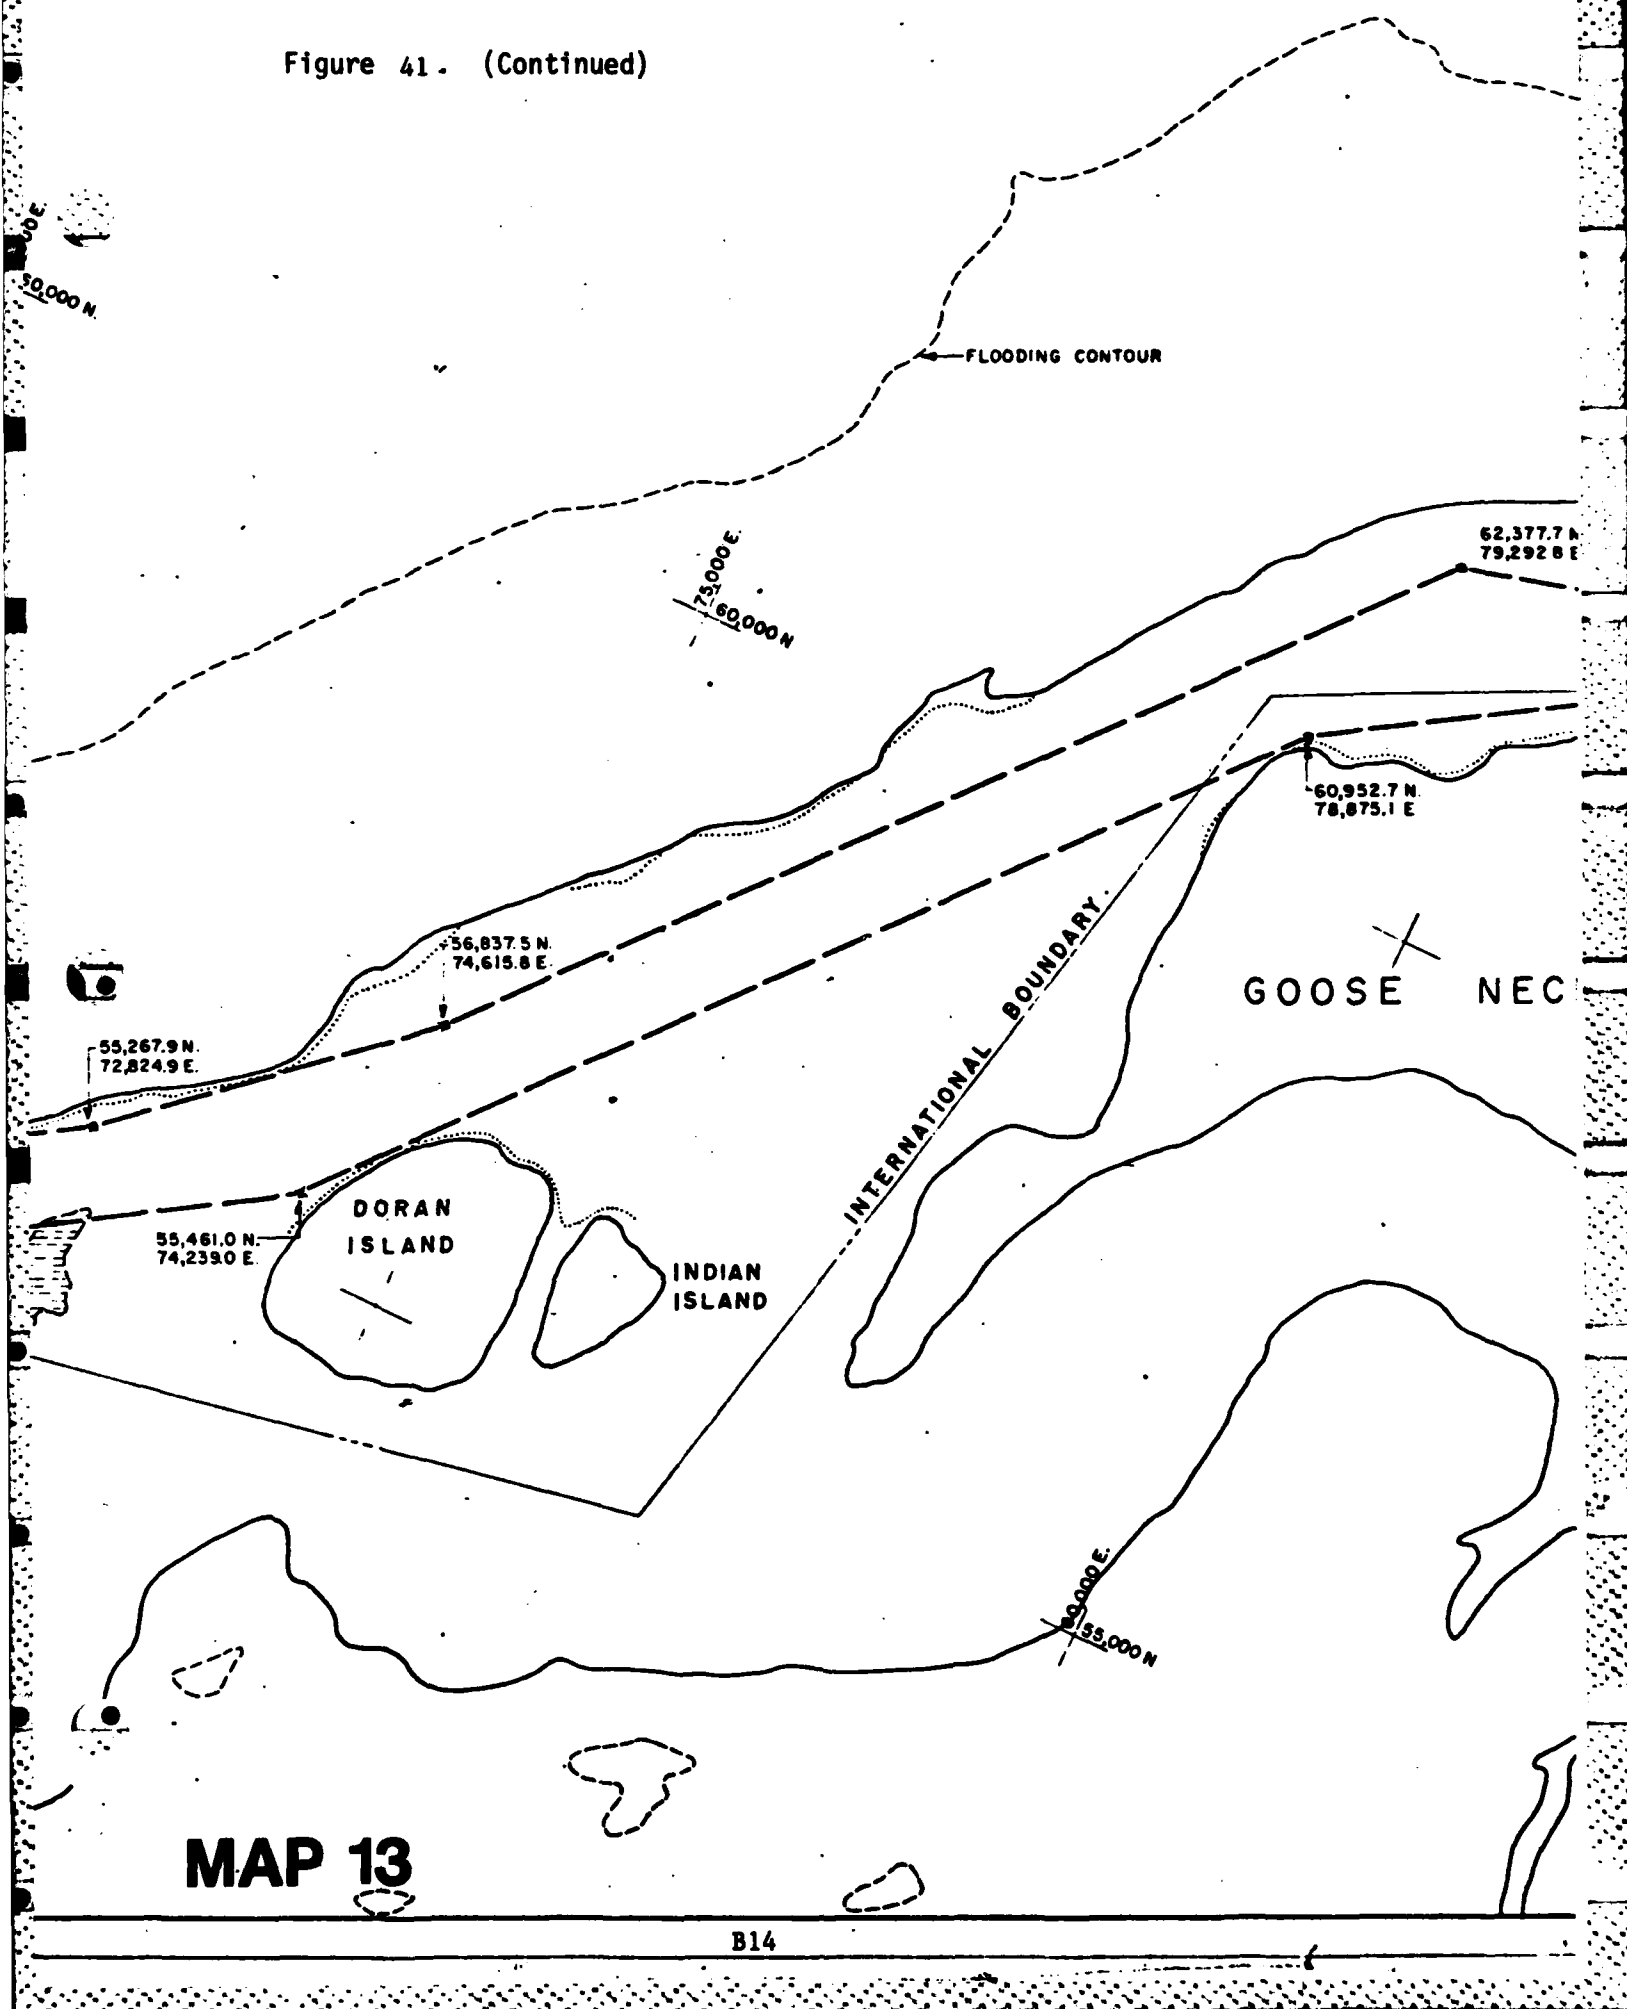 Figure 41. (Continued)
50,000 N.
FLOODING CONTOUR
62,377.7 N
79,292.8 E
75,000 E.
60,000 N
60,952.7 N.
78,875.1 E
56,837.5 N.
74,615.8 E.
GOOSE NEC
55,267.9 N.
72,824.9 E.
INTERNATIONAL BOUNDARY
DORAN
ISLAND
55,461.0 N.
74,239.0 E.
INDIAN
ISLAND
80,000 E.
55,000 N
MAP 13
B14